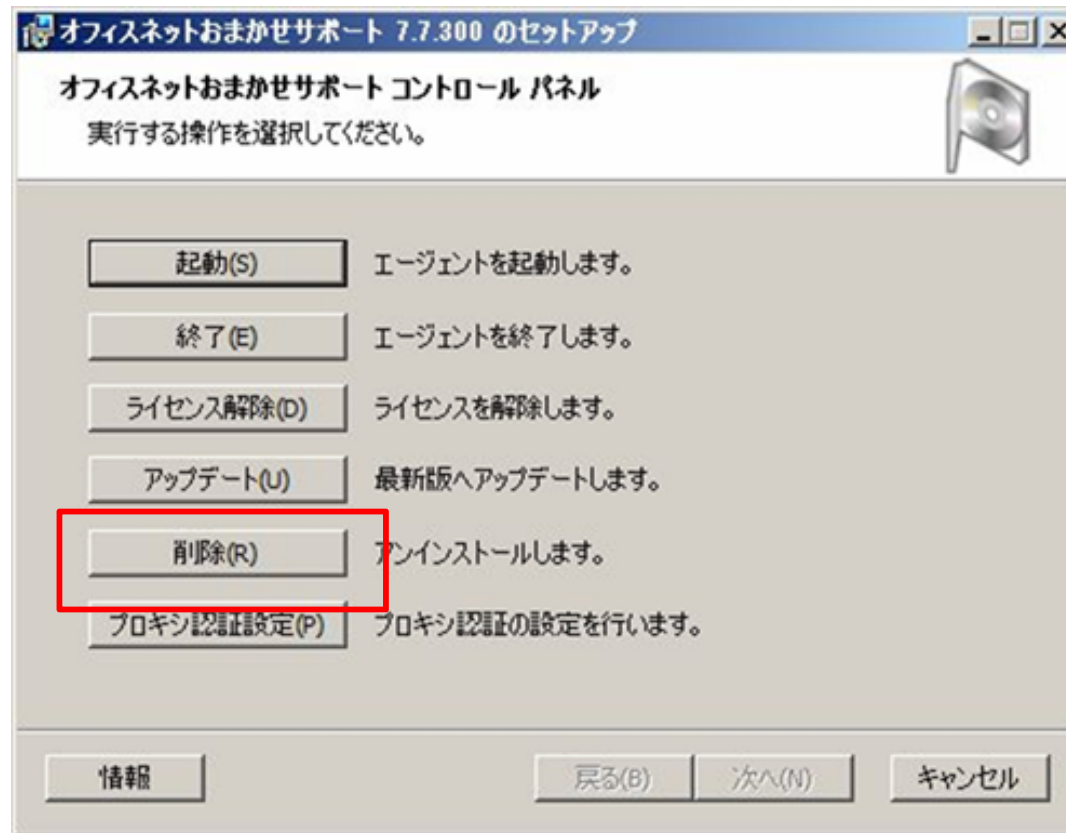 オフィスネットおまかせサポート 7.7.300 のセットアップ
オフィスネットおまかせサポート コントロール パネル
実行する操作を選択してください。
起動(S) エージェントを起動します。
終了(E) エージェントを終了します。
ライセンス解除(D) ライセンスを解除します。
アップデート(U) 最新版へアップデートします。
削除(R) アンインストールします。
プロキシ認証設定(P) プロキシ認証の設定を行います。
情報 戻る(B) 次へ(N) キャンセル